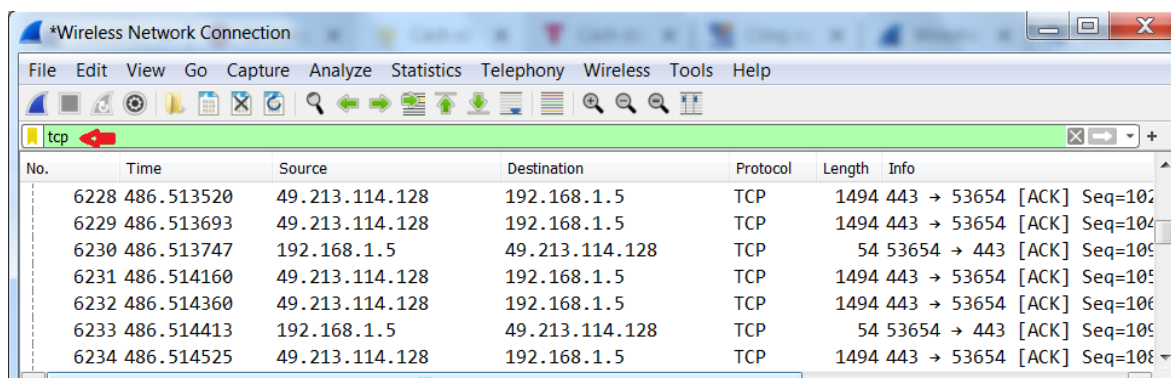 *Wireless Network Connection
File Edit View Go Capture Analyze Statistics Telephony Wireless Tools Help
tcp
No. Time Source Destination Protocol Length Info
6228 486.513520 49.213.114.128 192.168.1.5 TCP 1494 443 → 53654 [ACK] Seq=102
6229 486.513693 49.213.114.128 192.168.1.5 TCP 1494 443 → 53654 [ACK] Seq=104
6230 486.513747 192.168.1.5 49.213.114.128 TCP 54 53654 → 443 [ACK] Seq=109
6231 486.514160 49.213.114.128 192.168.1.5 TCP 1494 443 → 53654 [ACK] Seq=105
6232 486.514360 49.213.114.128 192.168.1.5 TCP 1494 443 → 53654 [ACK] Seq=106
6233 486.514413 192.168.1.5 49.213.114.128 TCP 54 53654 → 443 [ACK] Seq=109
6234 486.514525 49.213.114.128 192.168.1.5 TCP 1494 443 → 53654 [ACK] Seq=108